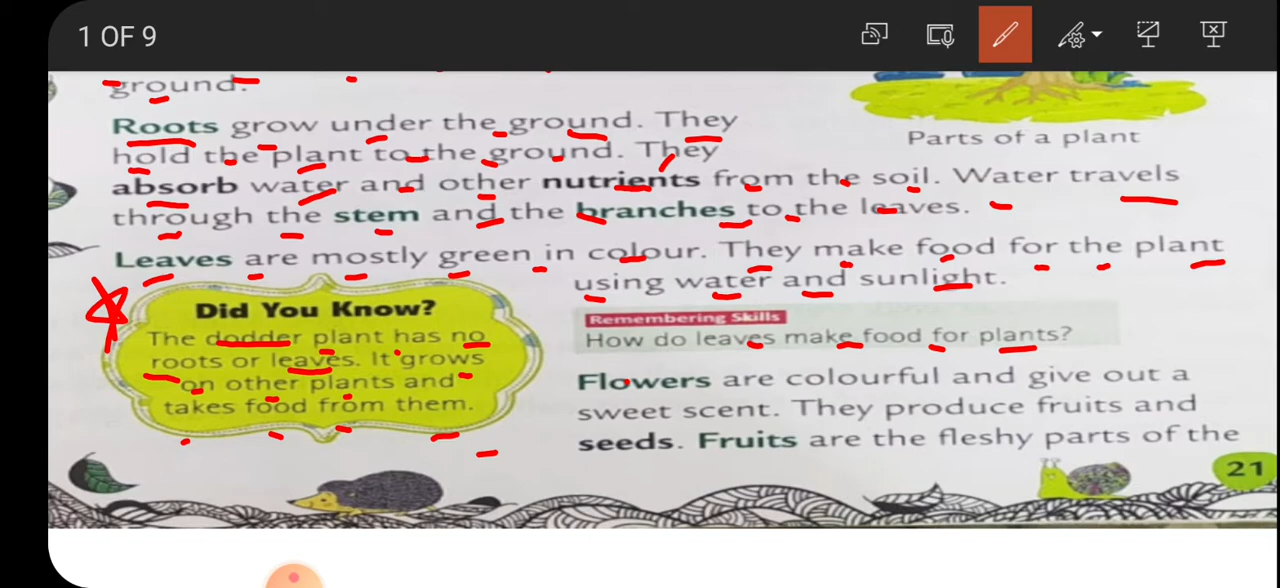 1 OF 9
ground.
Roots grow under the ground. They
hold the plant to the ground. They
absorb water and other nutrients from the soil. Water travels
through the stem and the branches to the leaves.
Parts of a plant
Leaves are mostly green in colour. They make food for the plant
using water and sunlight.
Did You Know?
The dodder plant has no
roots or leaves. It grows
on other plants and
takes food from them.
Remembering Skills
How do leaves make food for plants?
Flowers are colourful and give out a
sweet scent. They produce fruits and
seeds. Fruits are the fleshy parts of the
21